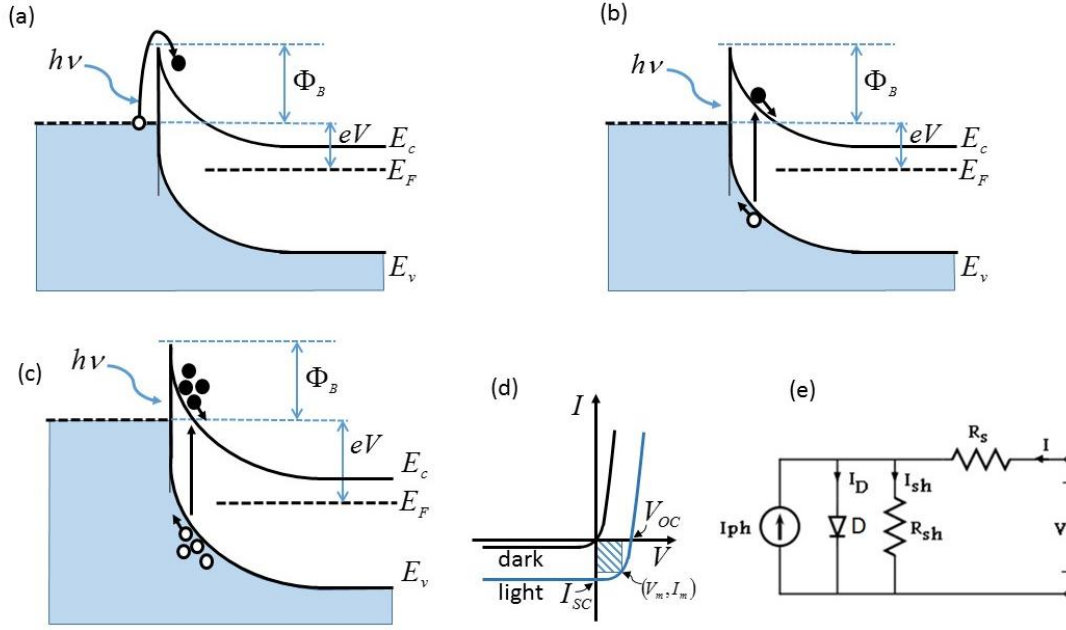 (a)
hν
Φ_B
eV
E_c
E_F
E_v
(b)
hν
Φ_B
eV
E_c
E_F
E_v
(c)
hν
Φ_B
eV
E_c
E_F
E_v
(d)
I
V_OC
V
dark
light
I_SC
(V_m, I_m)
(e)
R_s
I
I_D
I_sh
Iph
D
R_sh
V